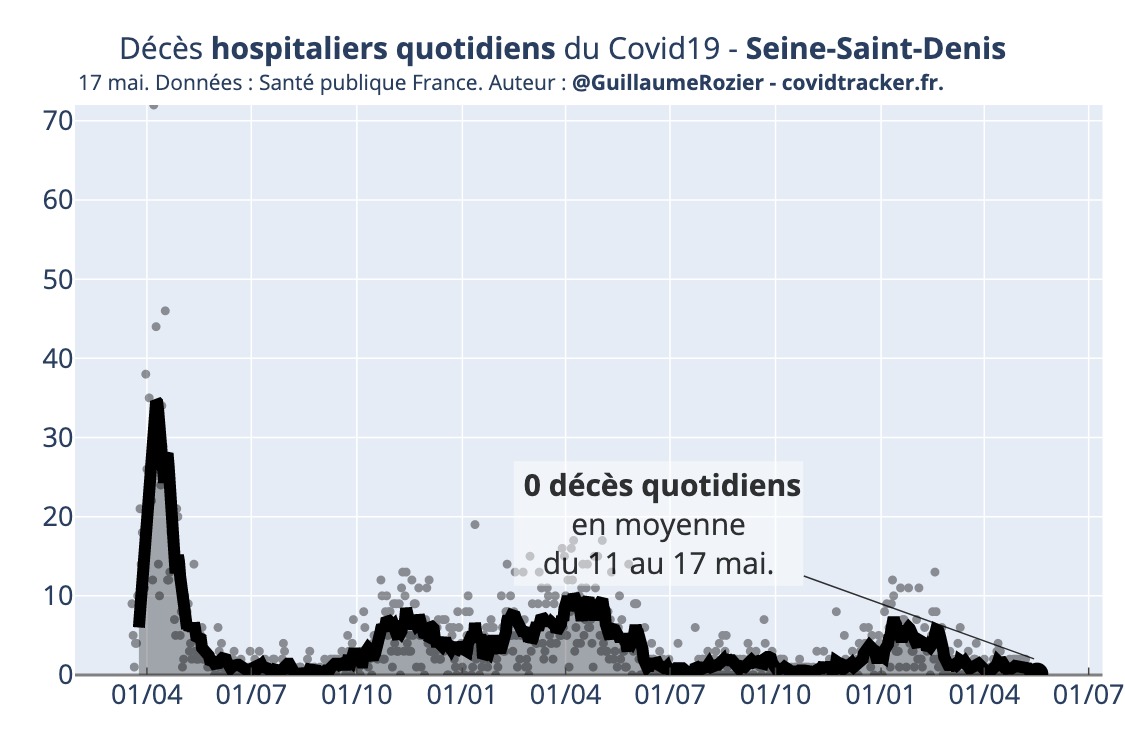 Décès hospitaliers quotidiens du Covid19 - Seine-Saint-Denis
17 mai. Données : Santé publique France. Auteur : @GuillaumeRozier - covidtracker.fr.
70
60
50
40
30
20
10
0
0 décès quotidiens
en moyenne
du 11 au 17 mai.
01/04 01/07 01/10 01/01 01/04 01/07 01/10 01/01 01/04 01/07